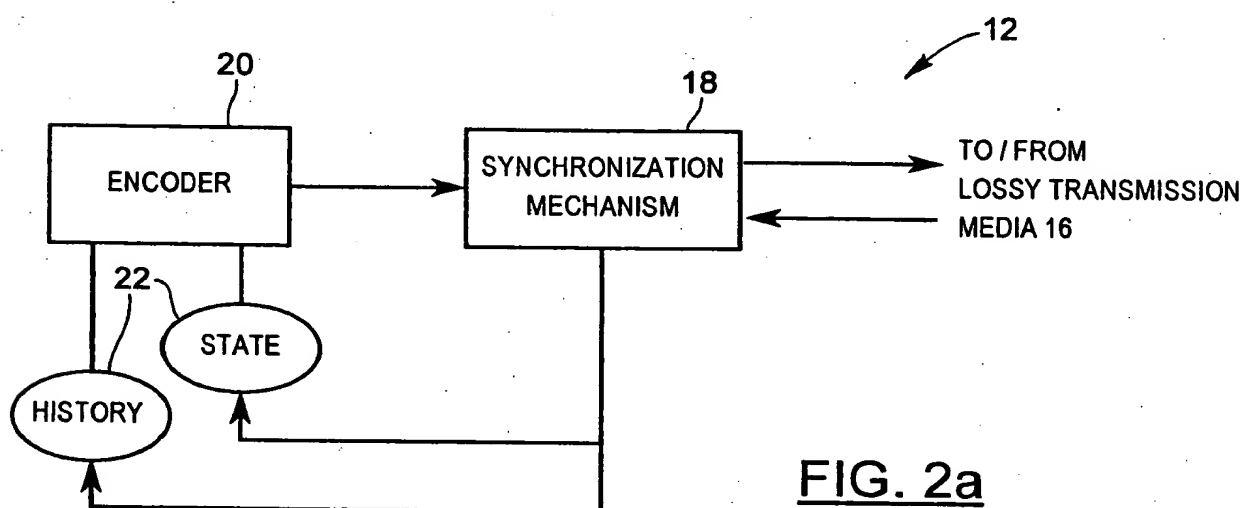 12
20
18
ENCODER
SYNCHRONIZATION
MECHANISM
TO / FROM
LOSSY TRANSMISSION
MEDIA 16
22
STATE
HISTORY
FIG. 2a